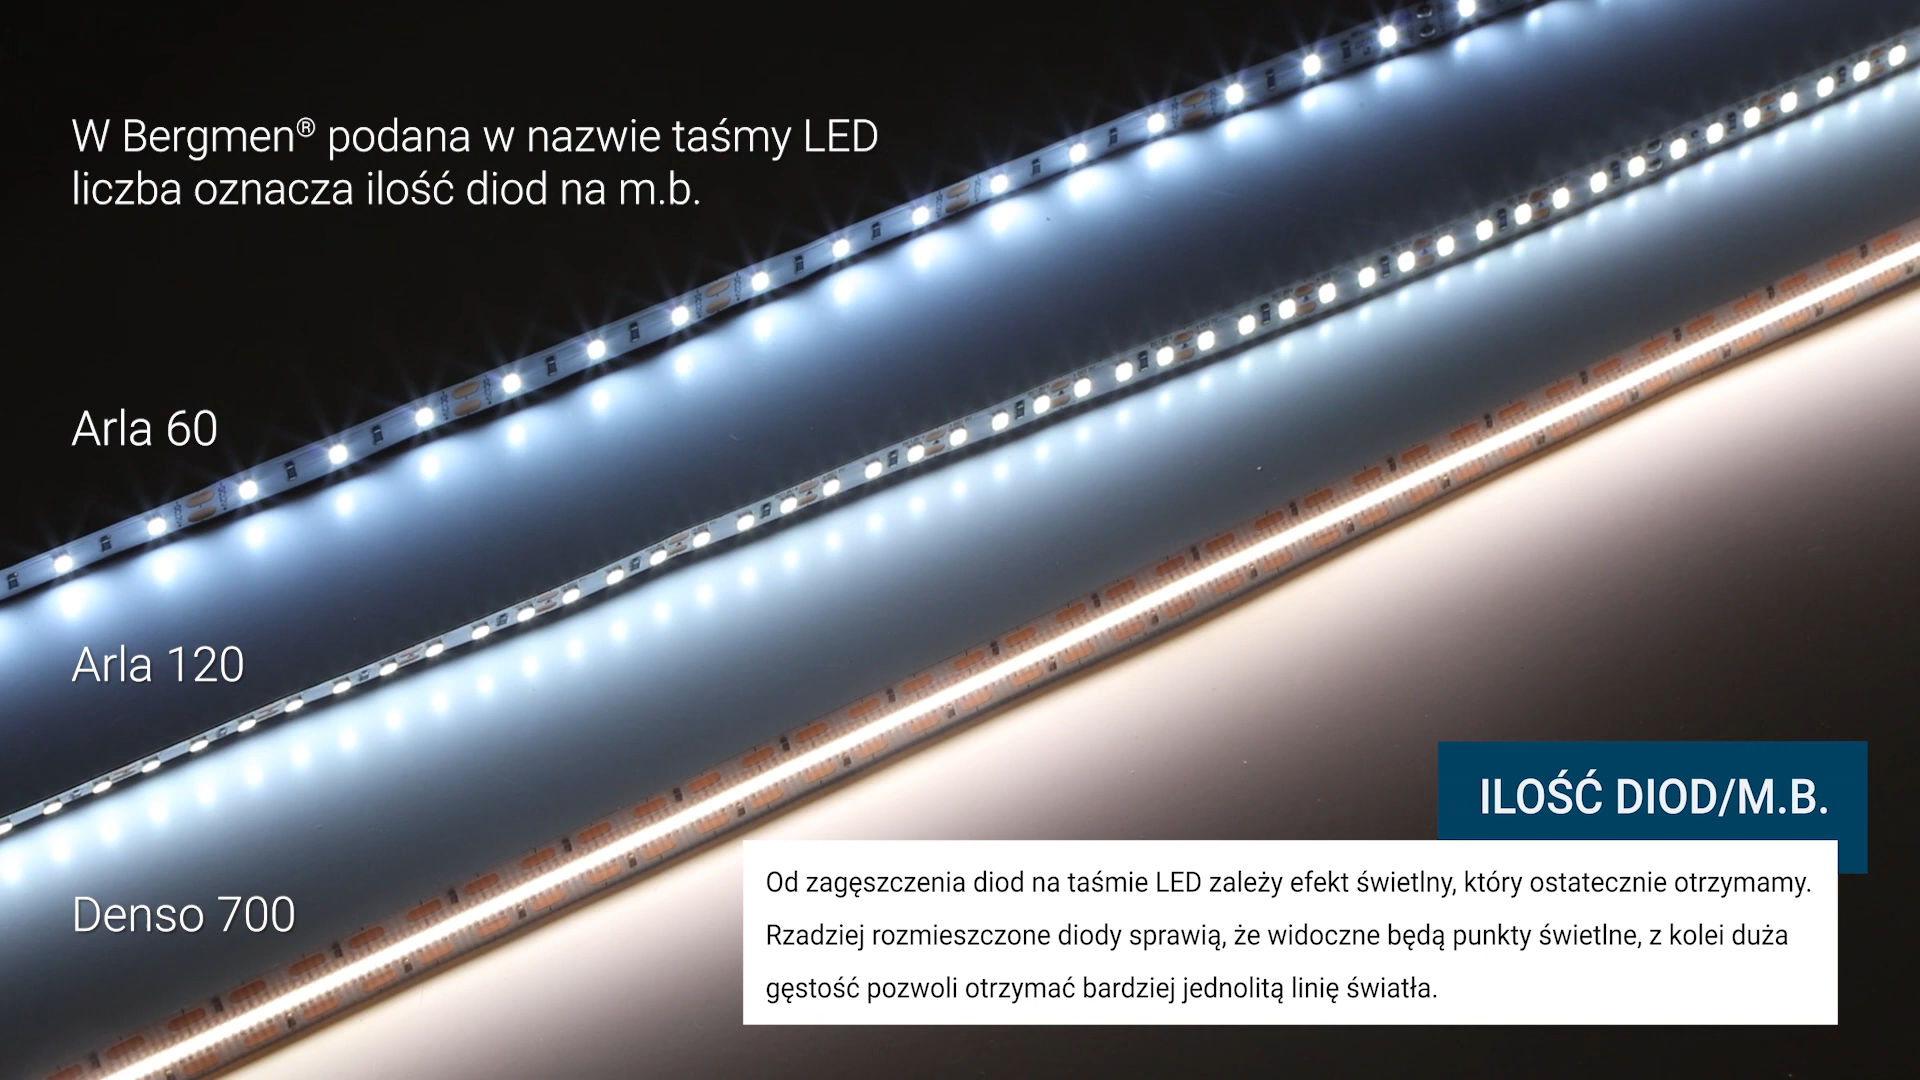 W Bergmen® podana w nazwie taśmy LED
liczba oznacza ilość diod na m.b.
Arla 60
Arla 120
Denso 700
ILOŚĆ DIOD/M.B.
Od zagęszczenia diod na taśmie LED zależy efekt świetlny, który ostatecznie otrzymamy.
Rzadziej rozmieszczone diody sprawią, że widoczne będą punkty świetlne, z kolei duża
gęstość pozwoli otrzymać bardziej jednolitą linię światła.